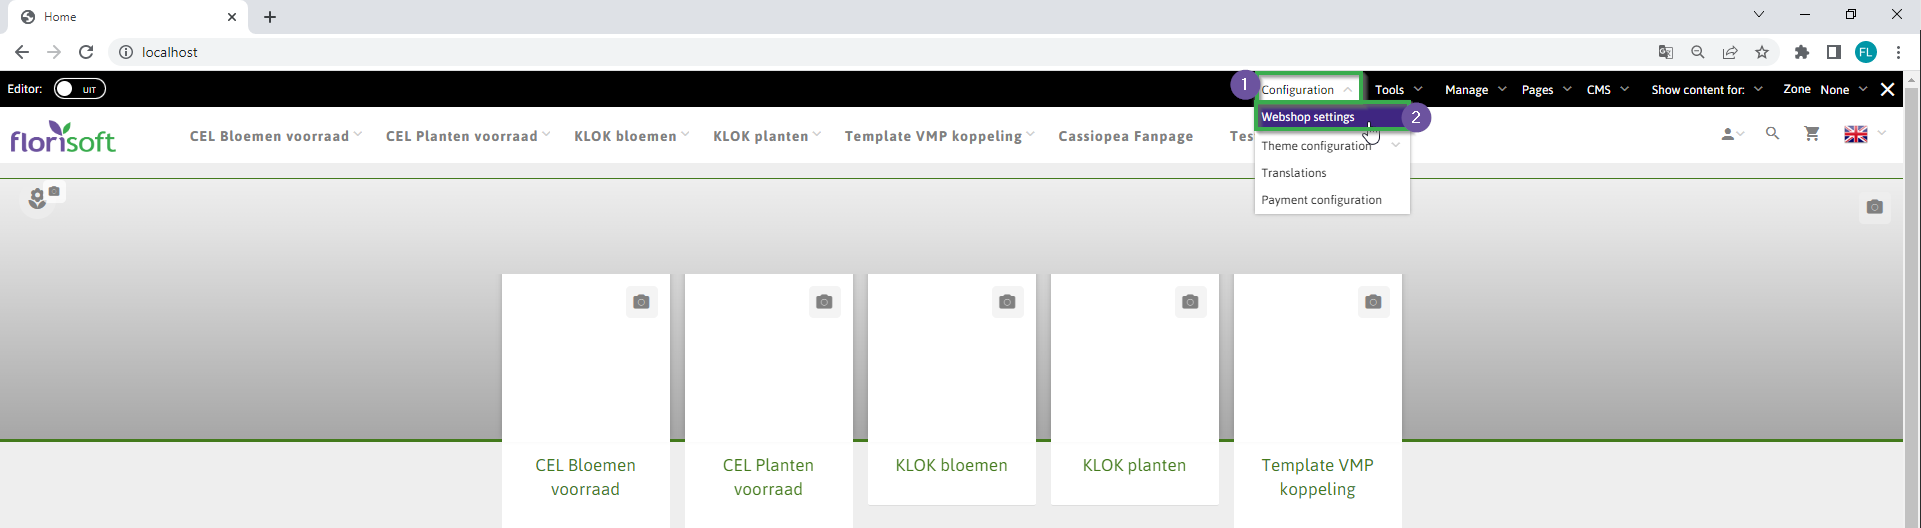 Home
localhost
FL
Editor: UIT
1 Configuration Tools Manage Pages CMS Show content for: Zone None
Webshop settings 2
florisoft CEL Bloemen voorraad CEL Planten voorraad KLOK bloemen KLOK planten Template VMP koppeling Cassiopea Fanpage Tes
Theme configuration
Translations
Payment configuration
CEL Bloemen
voorraad
CEL Planten
voorraad
KLOK bloemen
KLOK planten
Template VMP
koppeling